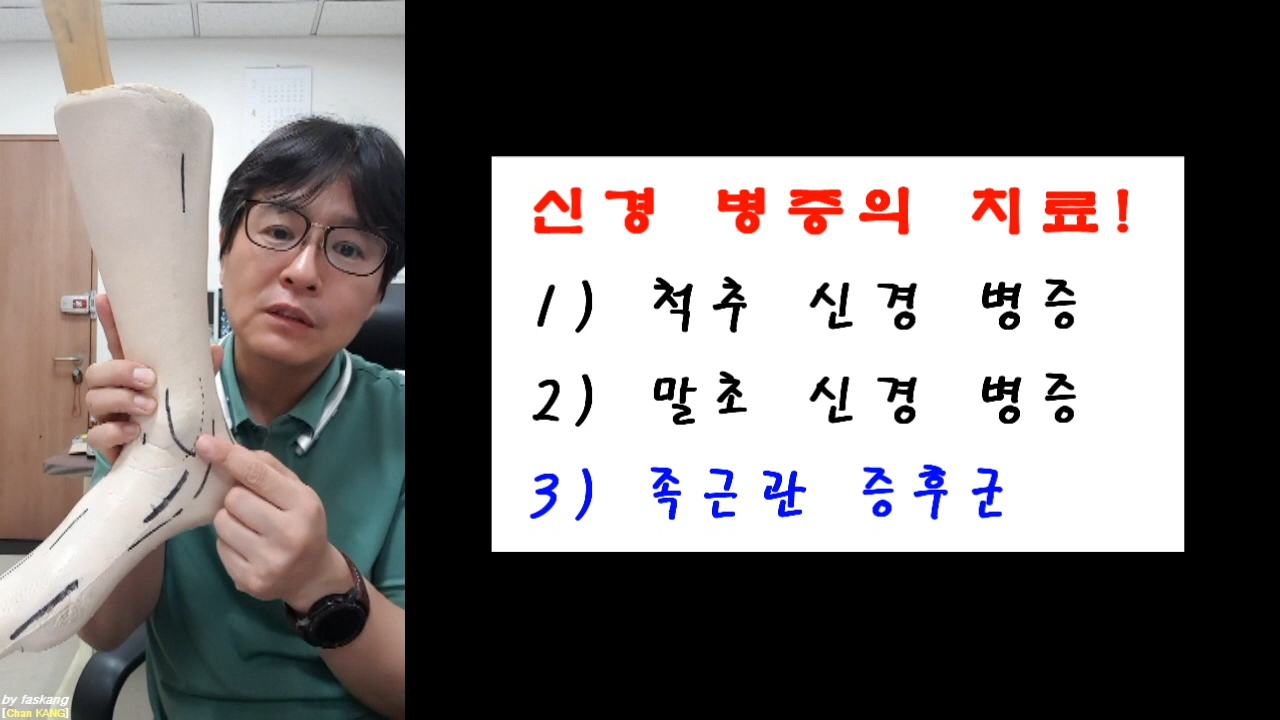 신경 병증의 치료!
1) 척추 신경 병증
2) 말초 신경 병증
3) 족근관 증후군
by faskang
[Chan KANG]